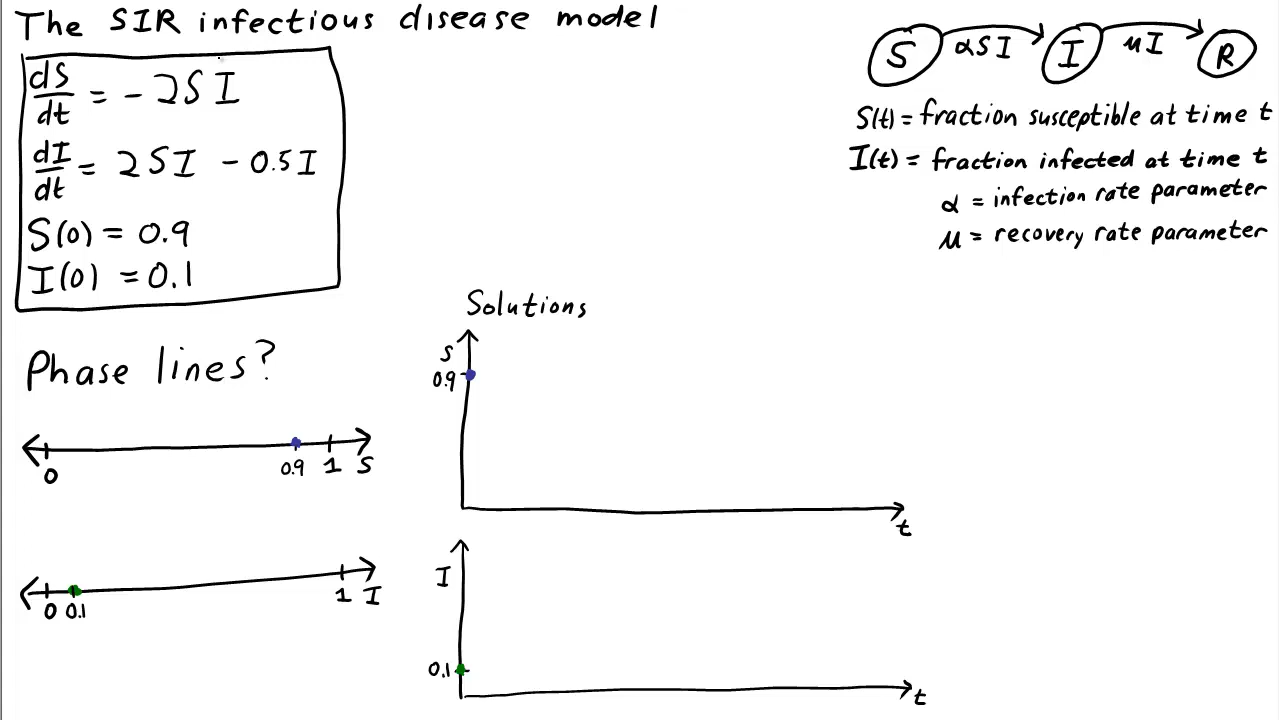 The SIR infectious disease model
dS/dt = - 2SI
dI/dt = 2SI - 0.5I
S(0) = 0.9
I(0) = 0.1
S αSI I μI R
S(t) = fraction susceptible at time t
I(t) = fraction infected at time t
α = infection rate parameter
μ = recovery rate parameter
Phase lines?
0 0.9 1 S
0 0.1 1 I
Solutions
S
0.9
t
I
0.1
t